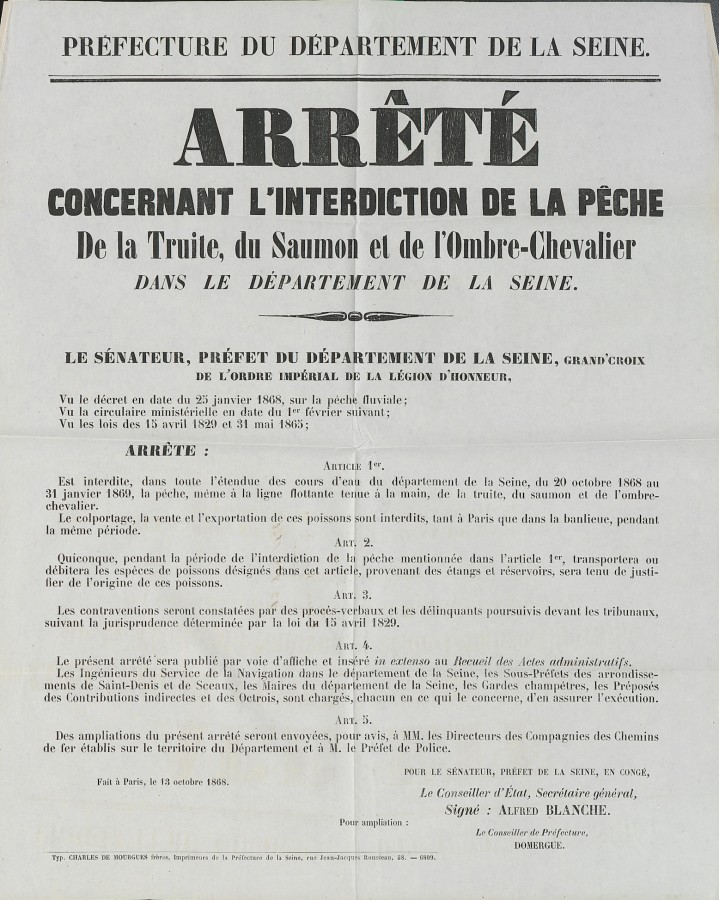 PRÉFECTURE DU DÉPARTEMENT DE LA SEINE.
ARRÊTÉ
CONCERNANT L'INTERDICTION DE LA PÊCHE
De la Truite, du Saumon et de l'Ombre-Chevalier
DANS LE DÉPARTEMENT DE LA SEINE.
LE SÉNATEUR, PRÉFET DU DÉPARTEMENT DE LA SEINE, GRAND'CROIX
DE L'ORDRE IMPÉRIAL DE LA LÉGION D'HONNEUR,
Vu le décret en date du 25 janvier 1868, sur la pêche fluviale;
Vu la circulaire ministérielle en date du 1er février suivant;
Vu les lois des 15 avril 1829 et 31 mai 1865;
ARRÊTE :
ARTICLE 1er.
Est interdite, dans toute l'étendue des cours d'eau du département de la Seine, du 20 octobre 1868 au
31 janvier 1869, la pêche, même à la ligne flottante tenue à la main, de la truite, du saumon et de l'ombre-
chevalier.
Le colportage, la vente et l'exportation de ces poissons sont interdits, tant à Paris que dans la banlieue, pendant
la même période.
ART. 2.
Quiconque, pendant la période de l'interdiction de la pêche mentionnée dans l'article 1er, transportera ou
débitera les espèces de poissons désignés dans cet article, provenant des étangs et réservoirs, sera tenu de justi-
fier de l'origine de ces poissons.
ART. 3.
Les contraventions seront constatées par des procès-verbaux et les délinquants poursuivis devant les tribunaux,
suivant la jurisprudence déterminée par la loi du 15 avril 1829.
ART. 4.
Le présent arrêté sera publié par voie d'affiche et inséré in extenso au Recueil des Actes administratifs.
Les Ingénieurs du Service de la Navigation dans le département de la Seine, les Sous-Préfets des arrondisse-
ments de Saint-Denis et de Sceaux, les Maires du département de la Seine, les Gardes champêtres, les Préposés
des Contributions indirectes et des Octrois, sont chargés, chacun en ce qui le concerne, d'en assurer l'exécution.
ART. 5.
Des ampliations du présent arrêté seront envoyées, pour avis, à MM. les Directeurs des Compagnies des Chemins
de fer établis sur le territoire du Département et à M. le Préfet de Police.
Fait à Paris, le 13 octobre 1868.
POUR LE SÉNATEUR, PRÉFET DE LA SEINE, EN CONGÉ,
Le Conseiller d'État, Secrétaire général,
Signé : ALFRED BLANCHE.
Pour ampliation :
Le Conseiller de Préfecture,
DOMERGUE.
Typ. CHARLES DE MOURGUES frères, Imprimeurs de la Préfecture de la Seine, rue Jean-Jacques Rousseau, 58. — 6809.